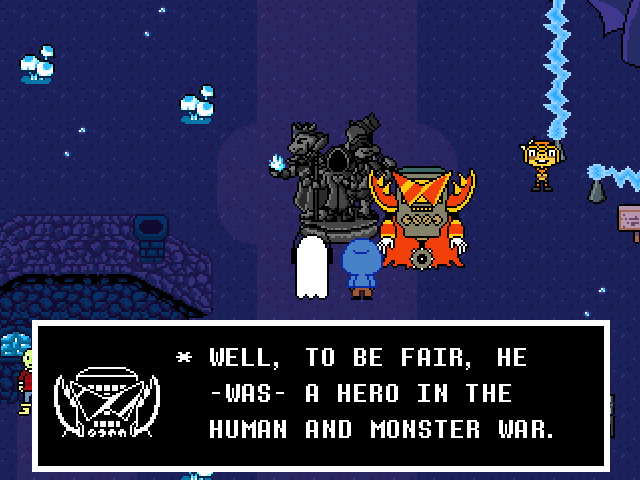 * WELL, TO BE FAIR, HE
-WAS- A HERO IN THE
HUMAN AND MONSTER WAR.